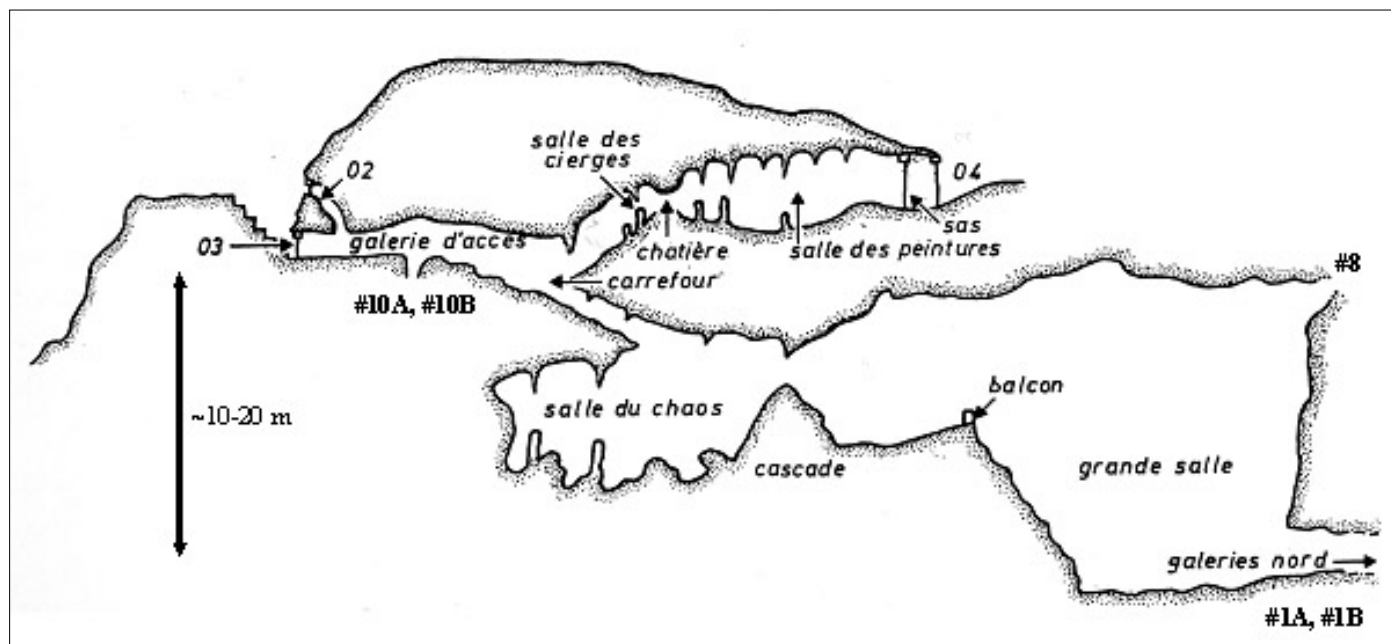 salle des
cierges
02
04
03
galerie d'accès
chatière
sas
salle des peintures
carrefour
#8
#10A, #10B
~10-20 m
salle du chaos
balcon
cascade
grande salle
galeries nord
#1A, #1B